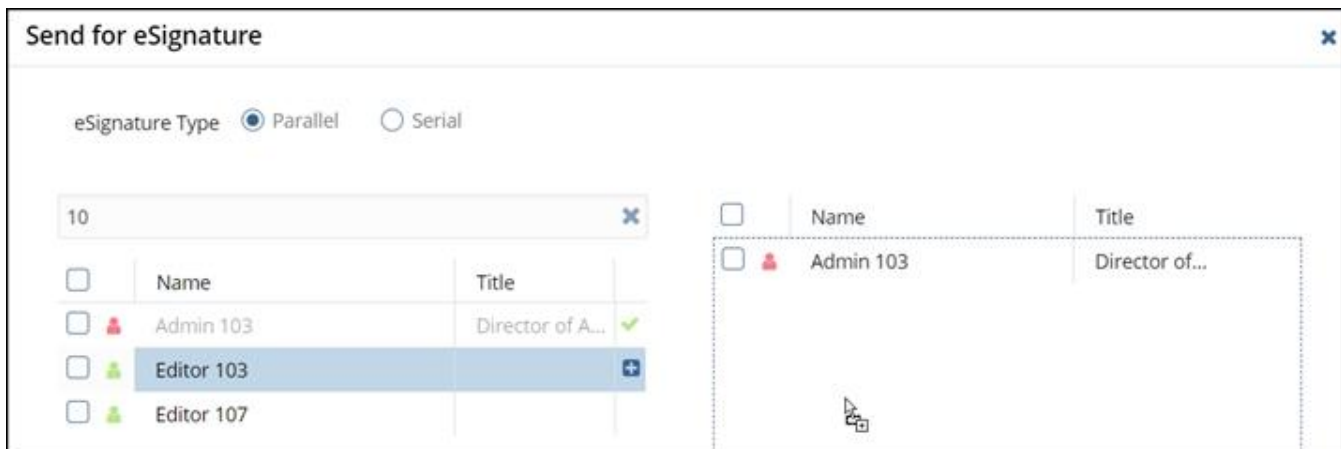 Send for eSignature
eSignature Type Parallel Serial
10
Name Title
Admin 103 Director of A...
Editor 103
Editor 107
Name Title
Admin 103 Director of...